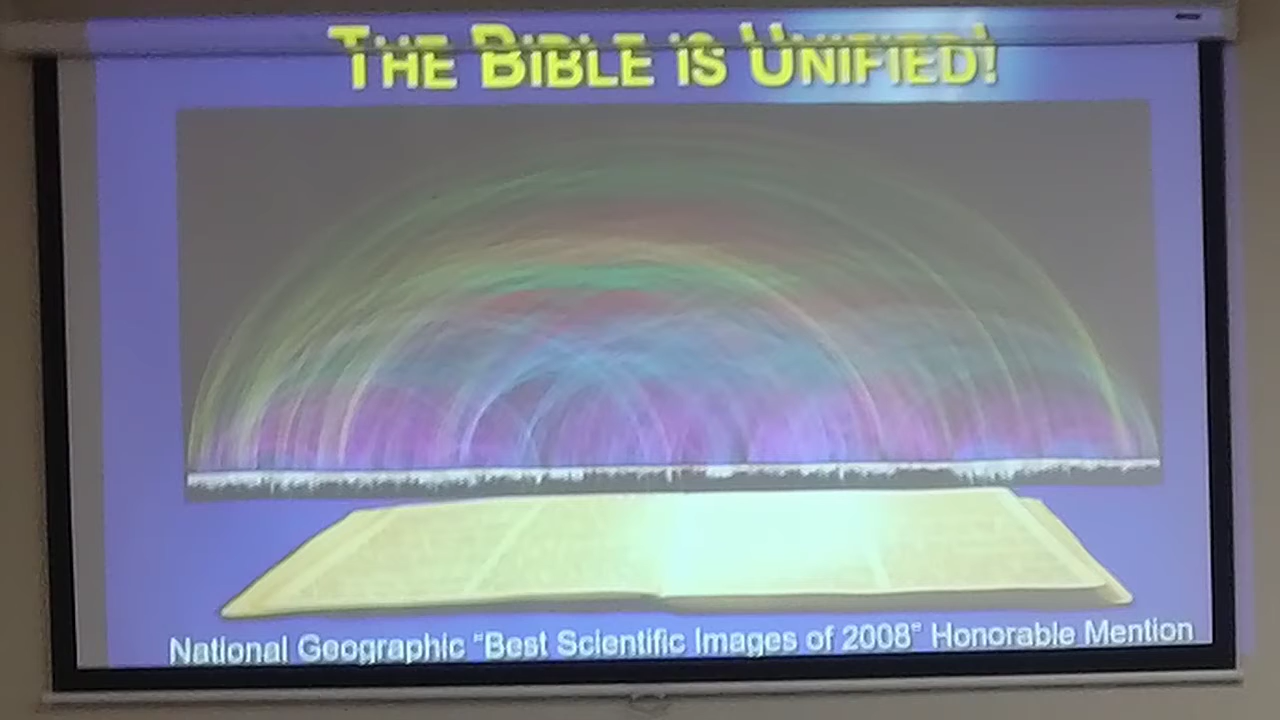 THE BIBLE IS UNIFIED!
National Geographic "Best Scientific Images of 2008" Honorable Mention